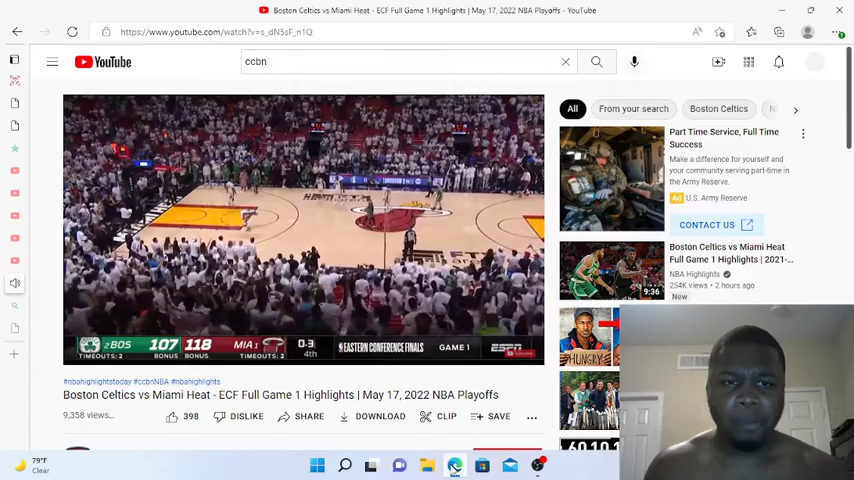 Boston Celtics vs Miami Heat - ECF Full Game 1 Highlights | May 17, 2022 NBA Playoffs - YouTube
https://www.youtube.com/watch?v=s_dN5sF_n1Q
YouTube
ccbn
All
From your search
Boston Celtics
Part Time Service, Full Time
Success
Make a difference for yourself and
your community serving part-time in
the Army Reserve.
Ad U.S. Army Reserve
CONTACT US
Boston Celtics vs Miami Heat
Full Game 1 Highlights | 2021-...
NBA Highlights
254K views • 2 hours ago
New
9:36
HUNGRY
2 BOS 107 118 MIA 1 0.3
TIMEOUTS: 2 BONUS BONUS TIMEOUTS: 2 4th
EASTERN CONFERENCE FINALS GAME 1 ESPN
Subscribe
#nbahighlightstoday #ccbnNBA #nbahighlights
Boston Celtics vs Miami Heat - ECF Full Game 1 Highlights | May 17, 2022 NBA Playoffs
9,358 views...
398 DISLIKE SHARE DOWNLOAD CLIP SAVE ...
79°F
Clear